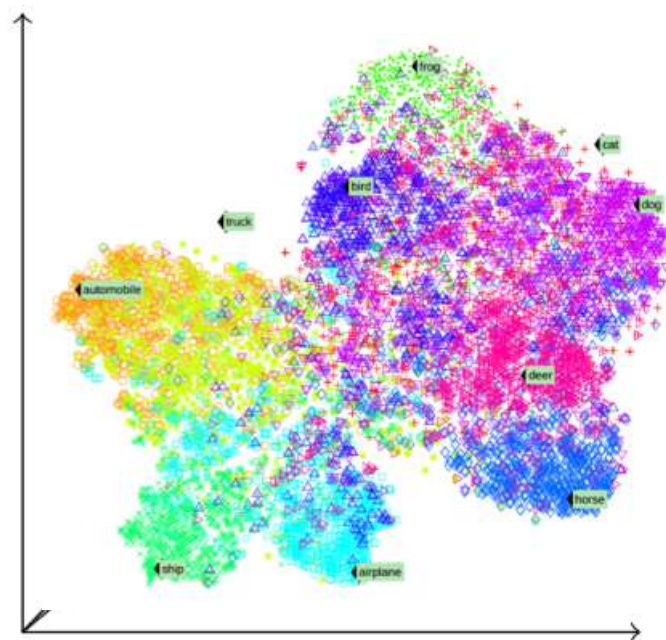 frog
cat
bird
dog
truck
automobile
deer
horse
ship
airplane